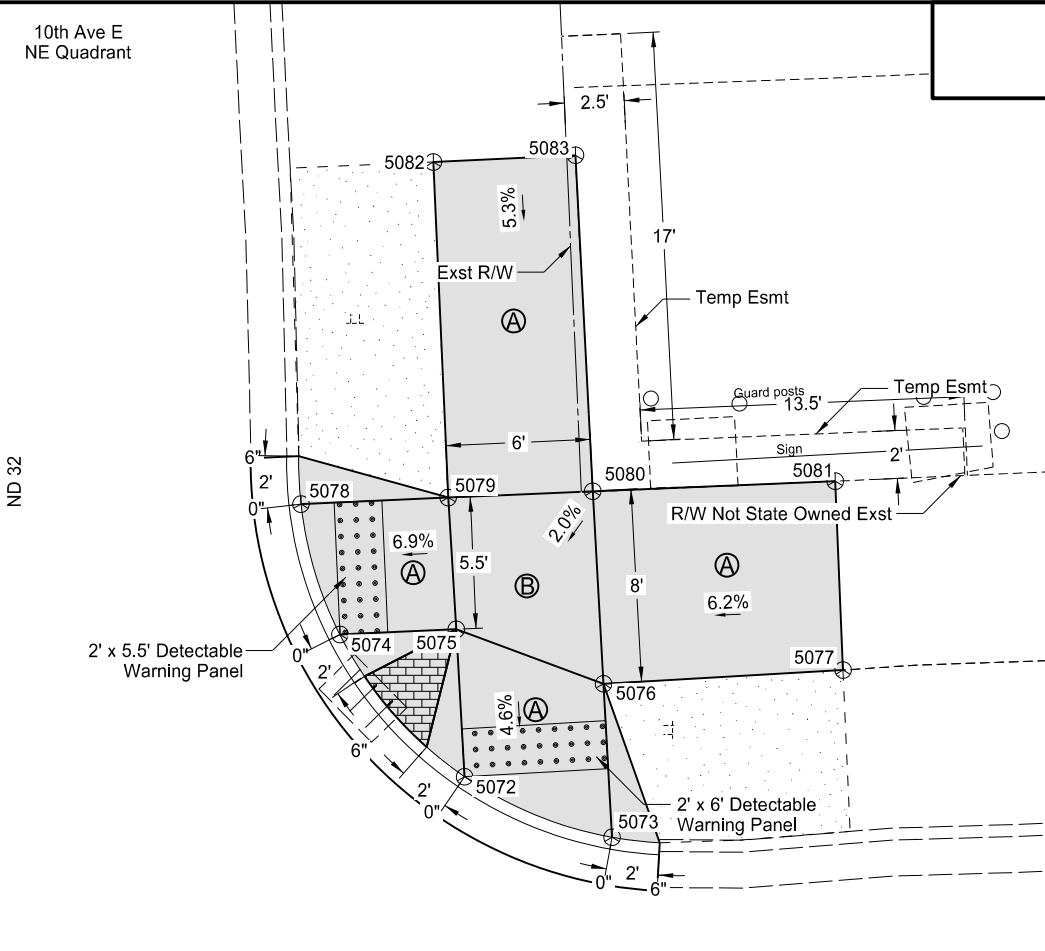 10th Ave E
NE Quadrant
2.5'
5082
5083
5.3%
17'
Exst R/W
Temp Esmt
A
Guard posts
13.5'
Temp Esmt
6'
Sign
2'
6"
2'
0"
5078
5079
5080
5081
ND 32
R/W Not State Owned Exst
2.0%
6.9%
A
5.5'
B
8'
A
6.2%
2' x 5.5' Detectable
Warning Panel
0"
5074
5075
5077
2'
5076
A
4.6%
6"
2'
0"
5072
2' x 6' Detectable
Warning Panel
5073
0"
2'
6"